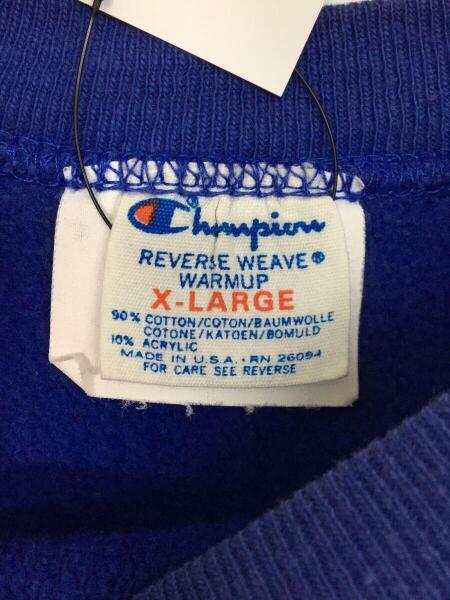 Champion
REVERSE WEAVE®
WARMUP
X-LARGE
90% COTTON/COTON/BAUMWOLLE
COTONE/KATOEN/BOMULD
10% ACRYLIC
MADE IN U.S.A. · RN 26094
FOR CARE SEE REVERSE